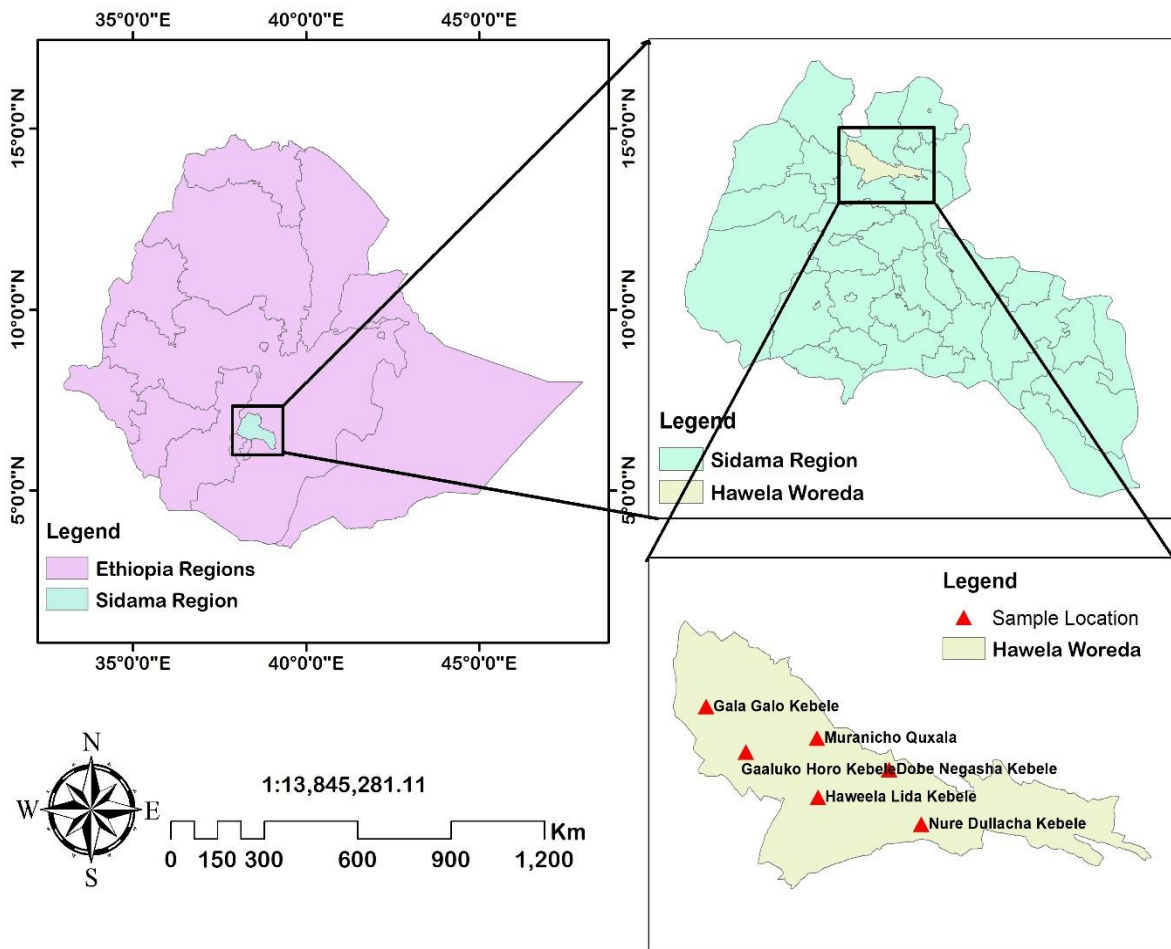 35°0'0"E
40°0'0"E
45°0'0"E
15°0'0"N
10°0'0"N
5°0'0"N
Legend
Ethiopia Regions
Sidama Region
35°0'0"E
40°0'0"E
45°0'0"E
15°0'0"N
10°0'0"N
5°0'0"N
Legend
Sidama Region
Hawela Woreda
Legend
Sample Location
Hawela Woreda
Gala Galo Kebele
Muranicho Quxala
Gaaluko Horo Kebele
Dobe Negasha Kebele
Haweela Lida Kebele
Nure Dullacha Kebele
N
W
E
S
1:13,845,281.11
Km
0 150 300 600 900 1,200